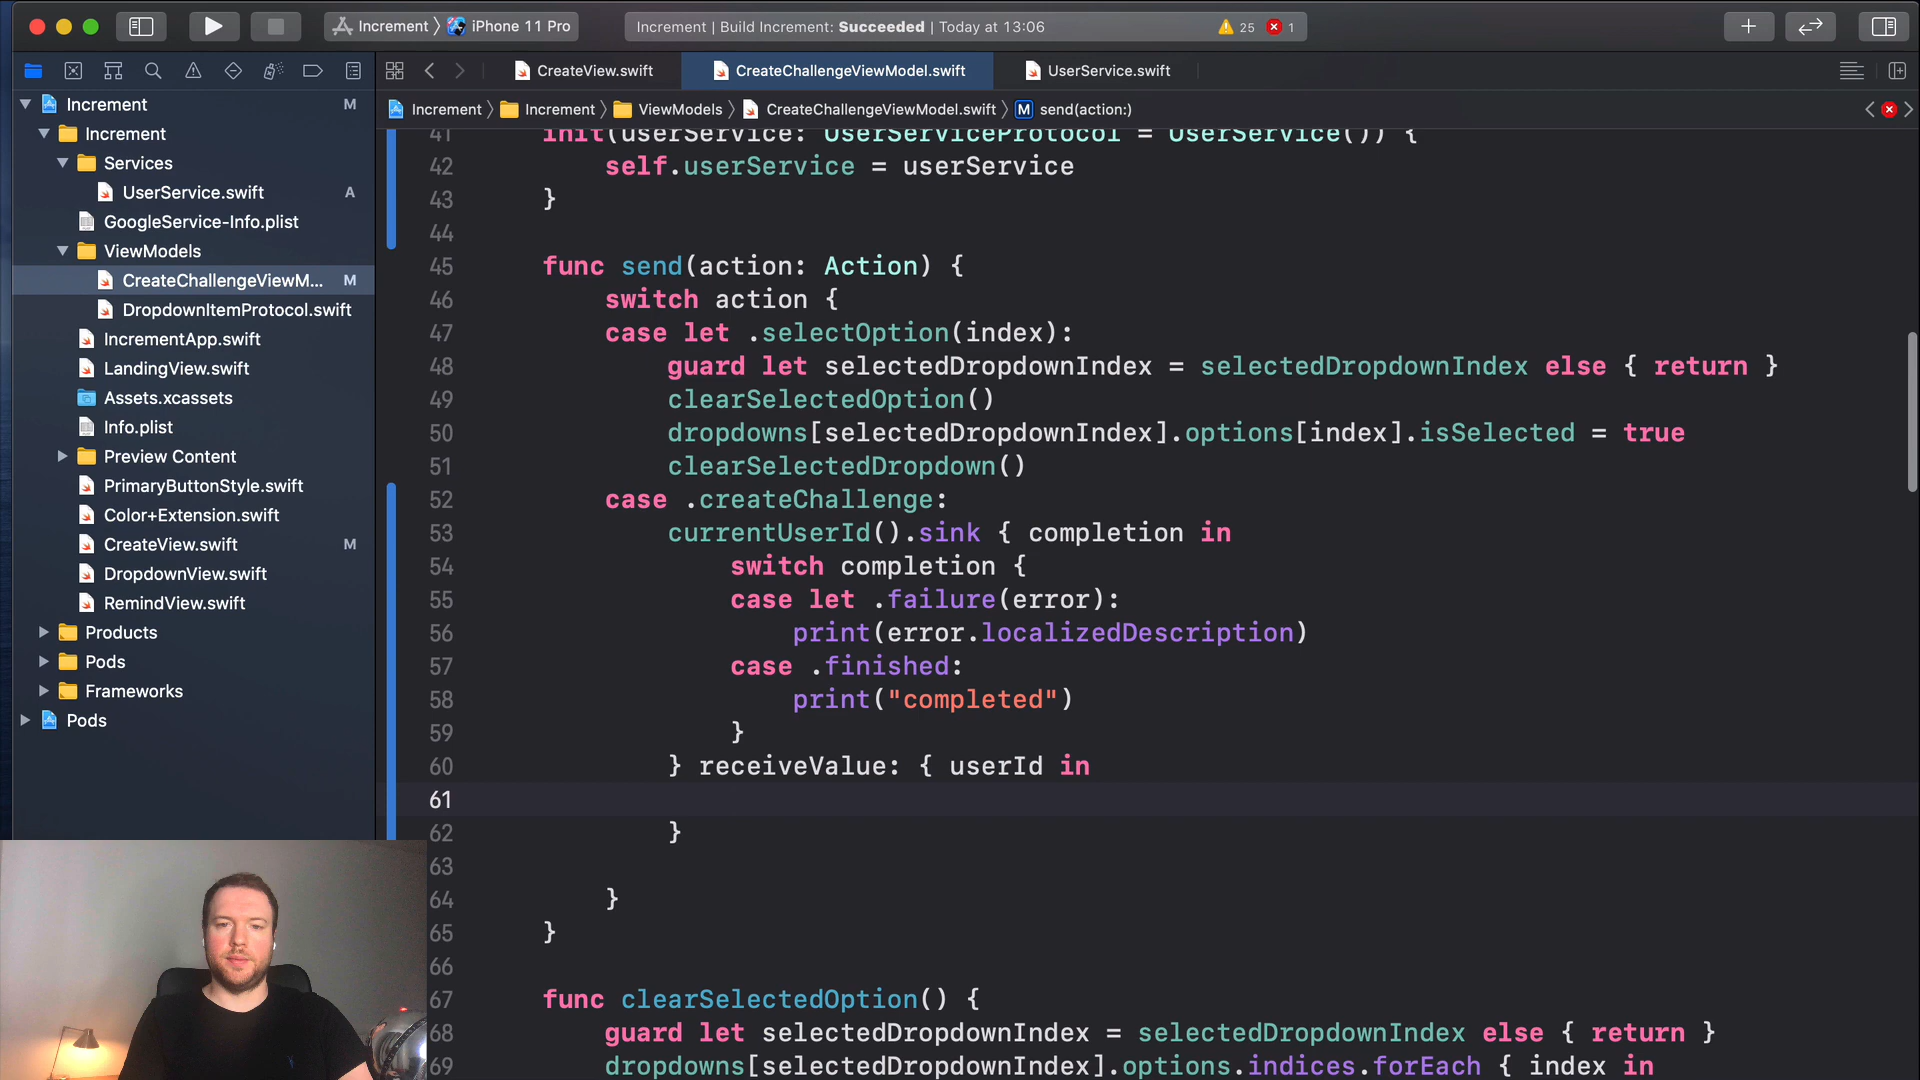 Increment
iPhone 11 Pro
Increment | Build Increment: Succeeded | Today at 13:06
25
1
CreateView.swift
CreateChallengeViewModel.swift
UserService.swift
Increment
Increment
ViewModels
CreateChallengeViewModel.swift
M
send(action:)
Increment
M
Increment
Services
UserService.swift
A
GoogleService-Info.plist
ViewModels
CreateChallengeViewM...
M
DropdownItemProtocol.swift
IncrementApp.swift
LandingView.swift
Assets.xcassets
Info.plist
Preview Content
PrimaryButtonStyle.swift
Color+Extension.swift
CreateView.swift
M
DropdownView.swift
RemindView.swift
Products
Pods
Frameworks
Pods
41 init(userService: UserServiceProtocol = UserService()) {
42 self.userService = userService
43 }
44
45 func send(action: Action) {
46 switch action {
47 case let .selectOption(index):
48 guard let selectedDropdownIndex = selectedDropdownIndex else { return }
49 clearSelectedOption()
50 dropdowns[selectedDropdownIndex].options[index].isSelected = true
51 clearSelectedDropdown()
52 case .createChallenge:
53 currentUserId().sink { completion in
54 switch completion {
55 case let .failure(error):
56 print(error.localizedDescription)
57 case .finished:
58 print("completed")
59 }
60 } receiveValue: { userId in
61
62 }
63
64 }
65 }
66
67 func clearSelectedOption() {
68 guard let selectedDropdownIndex = selectedDropdownIndex else { return }
69 dropdowns[selectedDropdownIndex].options.indices.forEach { index in